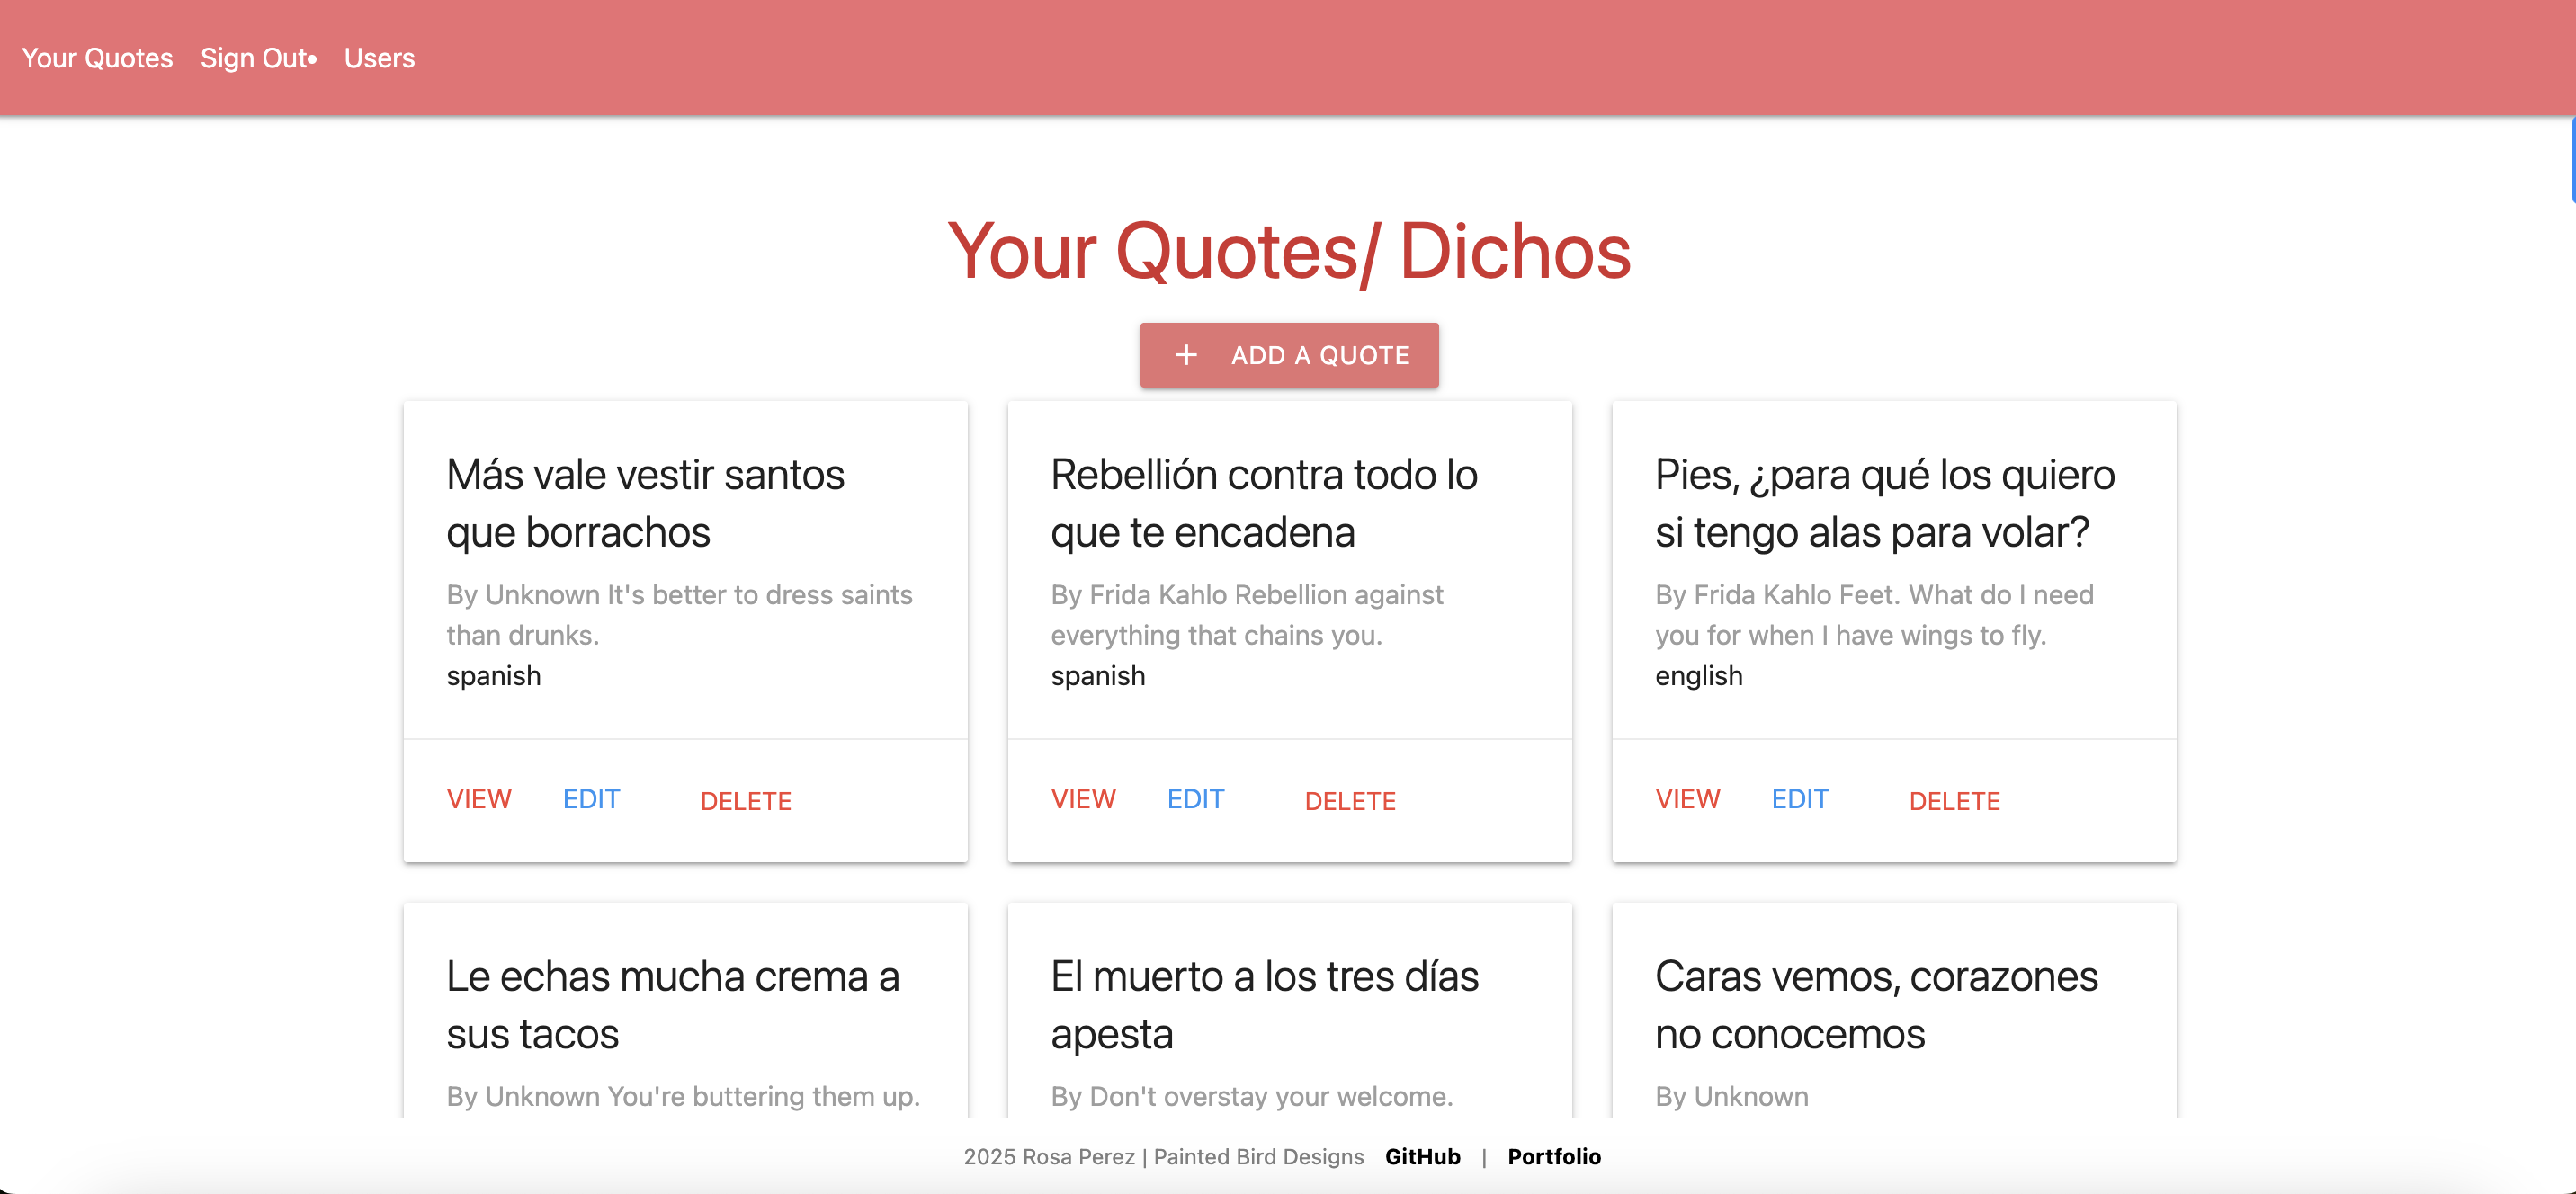 Your Quotes Sign Out• Users
Your Quotes/ Dichos
+ ADD A QUOTE
Más vale vestir santos
que borrachos
By Unknown It's better to dress saints
than drunks.
spanish
VIEW EDIT DELETE
Rebellión contra todo lo
que te encadena
By Frida Kahlo Rebellion against
everything that chains you.
spanish
VIEW EDIT DELETE
Pies, ¿para qué los quiero
si tengo alas para volar?
By Frida Kahlo Feet. What do I need
you for when I have wings to fly.
english
VIEW EDIT DELETE
Le echas mucha crema a
sus tacos
By Unknown You're buttering them up.
El muerto a los tres días
apesta
By Don't overstay your welcome.
Caras vemos, corazones
no conocemos
By Unknown
2025 Rosa Perez | Painted Bird Designs GitHub | Portfolio